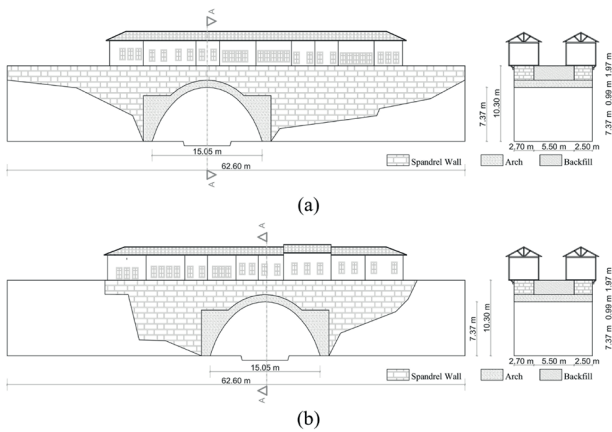 A
10.30 m
7.37 m
7.37 m 0.99 m 1.97 m
15.05 m
2.70 m 5.50 m 2.50 m
62.60 m
A
Spandrel Wall Arch Backfill
(a)
A
10.30 m
7.37 m
7.37 m 0.99 m 1.97 m
15.05 m
2.70 m 5.50 m 2.50 m
62.60 m
A
Spandrel Wall Arch Backfill
(b)